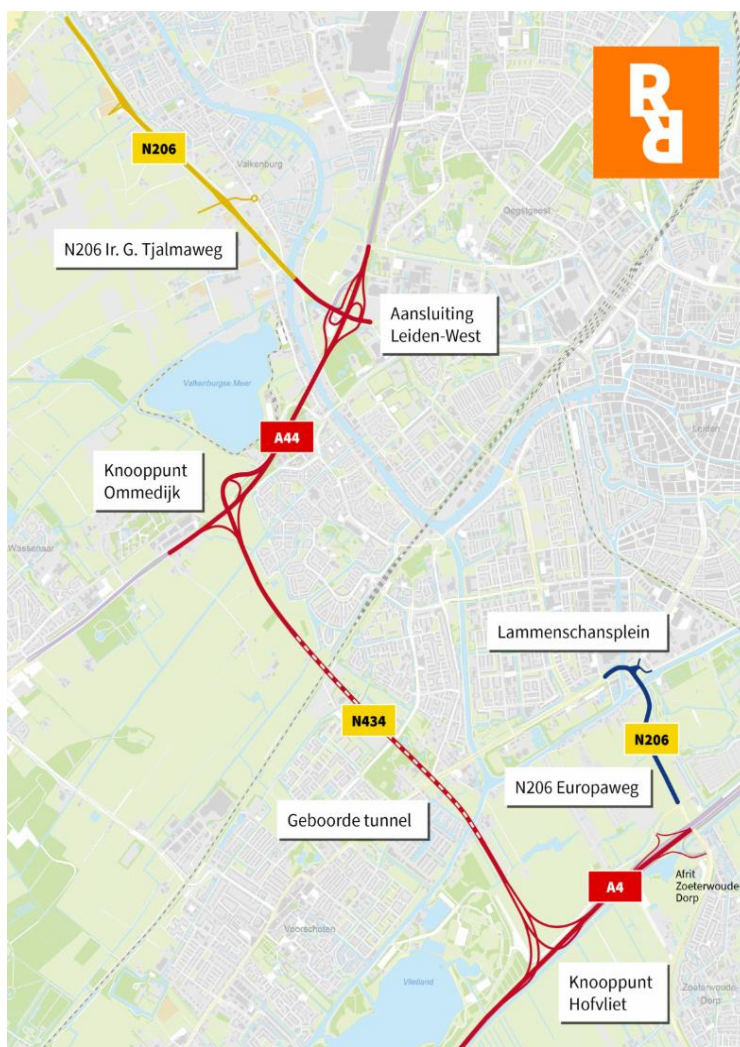 R
R
N206
Valkenburg
Oegstgeest
N206 Ir. G. Tjalmaweg
Aansluiting
Leiden-West
Valkenburgse Meer
A44
Leiden
Knooppunt
Ommedijk
Wassenaar
Lammenschansplein
N434
N206
N206 Europaweg
Geboorde tunnel
Afrit
Zoeterwoude
Dorp
A4
Voorschoten
Vlietland
Knooppunt
Hofvliet
Zoeterwoude-
Dorp